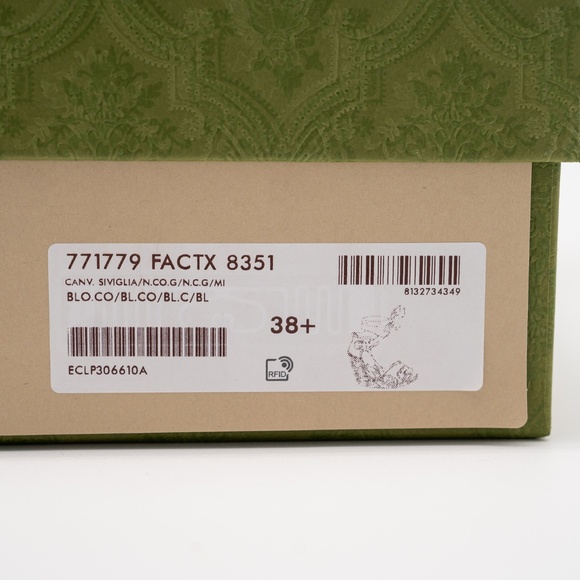 771779 FACTX 8351
CANV. SIVIGLIA/N.CO.G/N.C.G/MI
BLO.CO/BL.CO/BL.C/BL
8132734349
38+
ECLP306610A
RFID